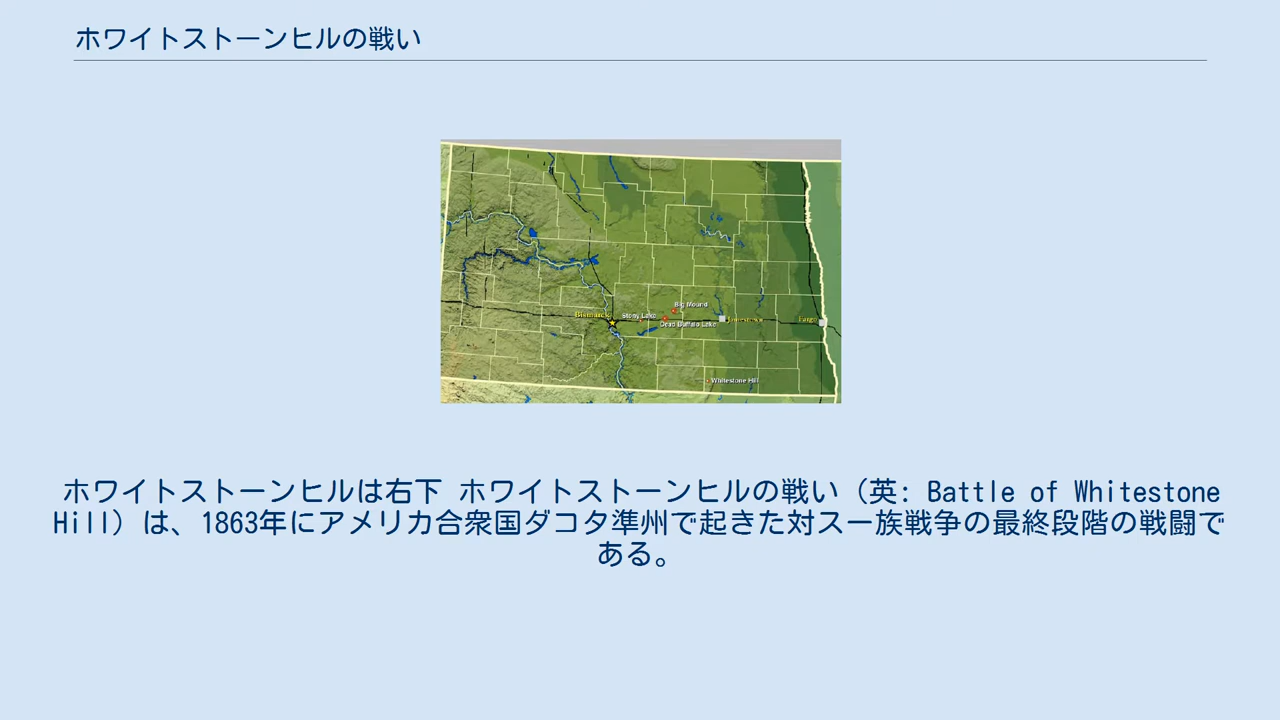 ホワイトストーンヒルの戦い
Big Mound
Bismarck
Stony Lake
Dead Buffalo Lake
Jamestown
Fargo
Whitestone Hill
ホワイトストーンヒルは右下 ホワイトストーンヒルの戦い（英: Battle of Whitestone
Hill）は、1863年にアメリカ合衆国ダコタ準州で起きた対スー族戦争の最終段階の戦闘で
ある。